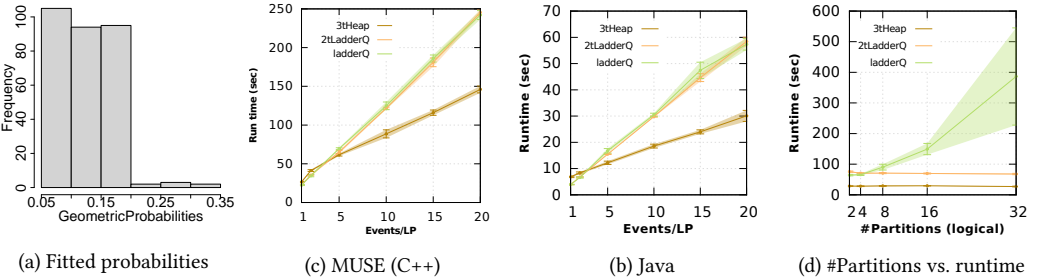 Frequency
0 20 40 60 80 100
0.05 0.15 0.25 0.35
GeometricProbabilities
(a) Fitted probabilities
Run time (sec)
250
200
150
100
50
0
3tHeap
2tLadderQ
ladderQ
1 5 10 15 20
Events/LP
(c) MUSE (C++)
Runtime (sec)
70
60
50
40
30
20
10
0
3tHeap
2tLadderQ
ladderQ
1 5 10 15 20
Events/LP
(b) Java
Runtime (sec)
600
500
400
300
200
100
0
3tHeap
2tLadderQ
ladderQ
2 4 8 16 32
#Partitions (logical)
(d) #Partitions vs. runtime